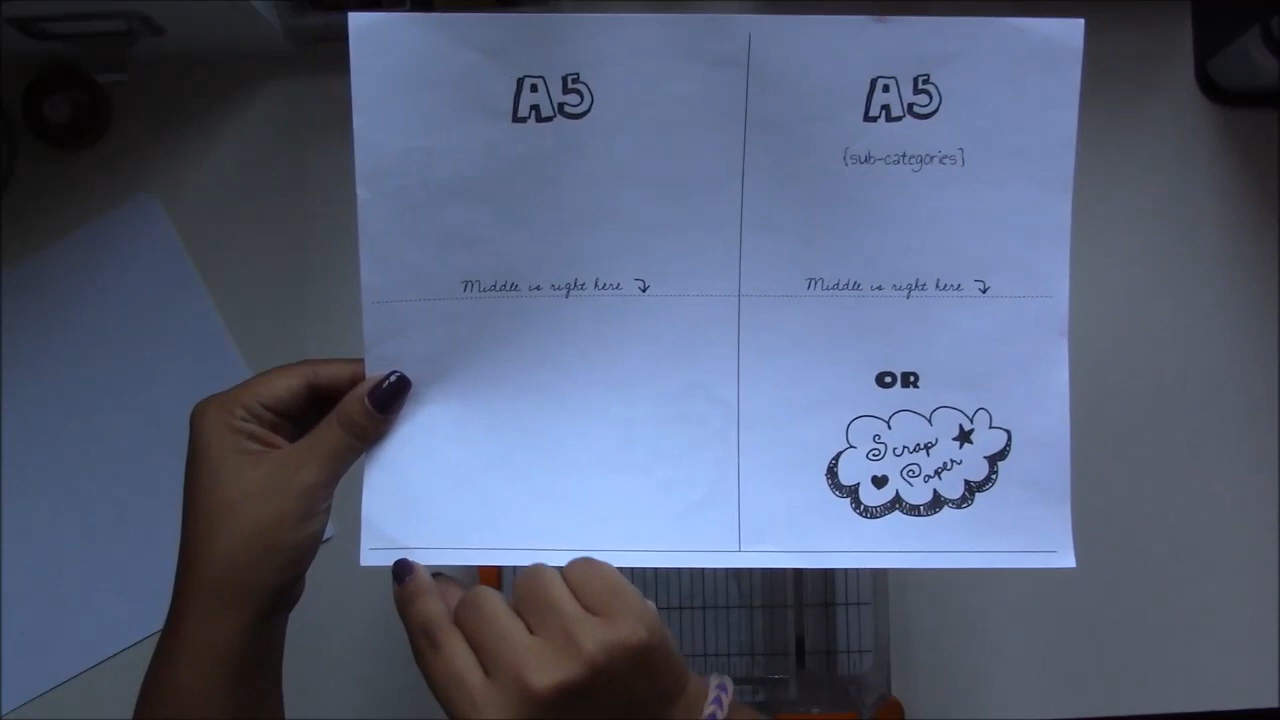 A5
Middle is right here
A5
{sub-categories}
Middle is right here
OR
Scrap
Paper